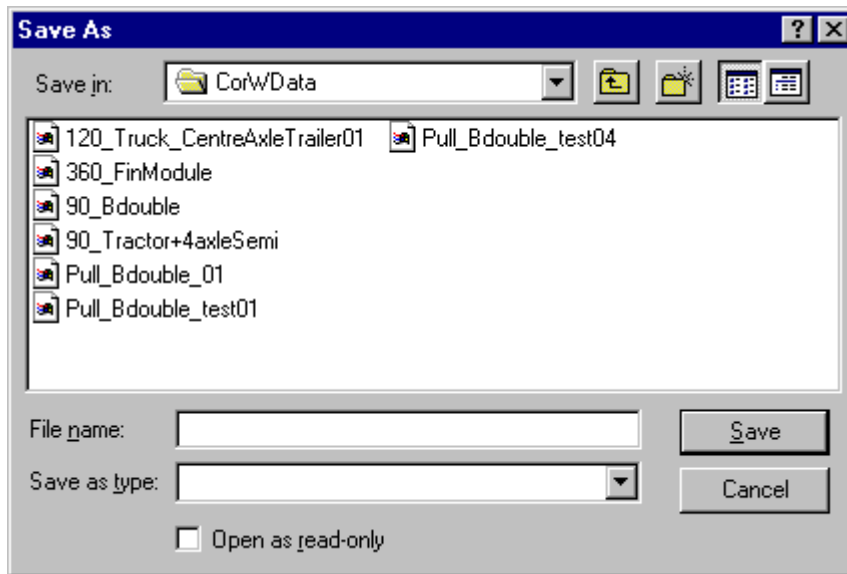 Save As
Save in: CorWData
120_Truck_CentreAxleTrailer01
360_FinModule
90_Bdouble
90_Tractor+4axleSemi
Pull_Bdouble_01
Pull_Bdouble_test01
Pull_Bdouble_test04
File name: Save
Save as type: Cancel
Open as read-only